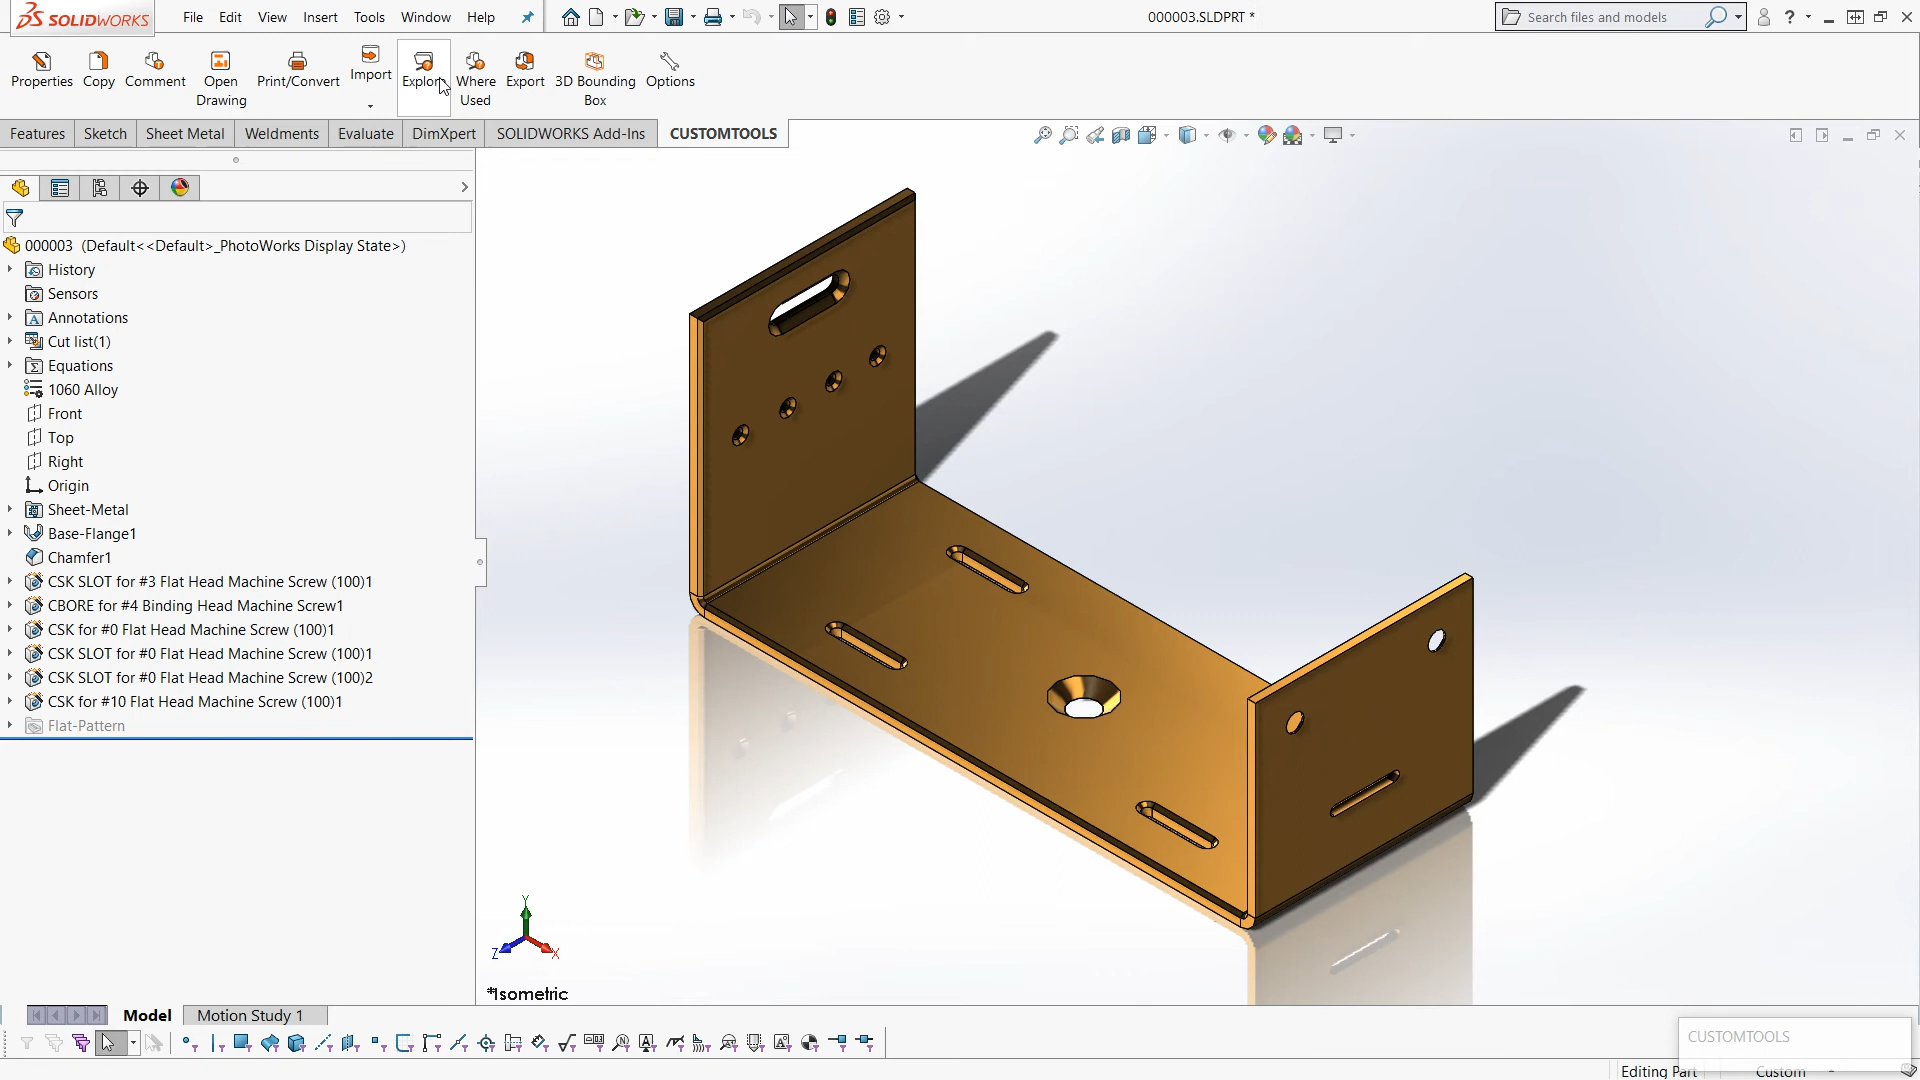 SOLIDWORKS
File Edit View Insert Tools Window Help
000003.SLDPRT *
Search files and models
Properties Copy Comment Open Drawing Print/Convert Import Explore Where Used Export 3D Bounding Box Options
Features Sketch Sheet Metal Weldments Evaluate DimXpert SOLIDWORKS Add-Ins CUSTOMTOOLS
000003 (Default<<Default>_PhotoWorks Display State>)
History
Sensors
Annotations
Cut list(1)
Equations
1060 Alloy
Front
Top
Right
Origin
Sheet-Metal
Base-Flange1
Chamfer1
CSK SLOT for #3 Flat Head Machine Screw (100)1
CBORE for #4 Binding Head Machine Screw1
CSK for #0 Flat Head Machine Screw (100)1
CSK SLOT for #0 Flat Head Machine Screw (100)1
CSK SLOT for #0 Flat Head Machine Screw (100)2
CSK for #10 Flat Head Machine Screw (100)1
Flat-Pattern
Y
Z X
*Isometric
Model Motion Study 1
CUSTOMTOOLS
Editing Part Custom